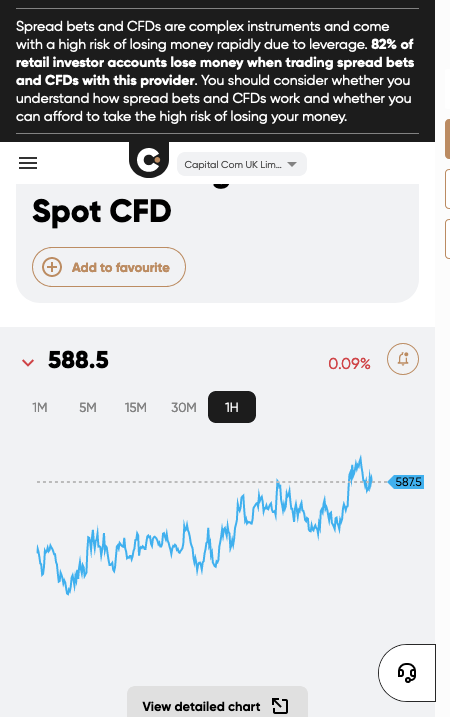 Spread bets and CFDs are complex instruments and come
with a high risk of losing money rapidly due to leverage. 82% of
retail investor accounts lose money when trading spread bets
and CFDs with this provider. You should consider whether you
understand how spread bets and CFDs work and whether you
can afford to take the high risk of losing your money.
Capital Com UK Lim...
Spot CFD
Add to favourite
588.5
0.09%
1M 5M 15M 30M 1H
587.5
View detailed chart